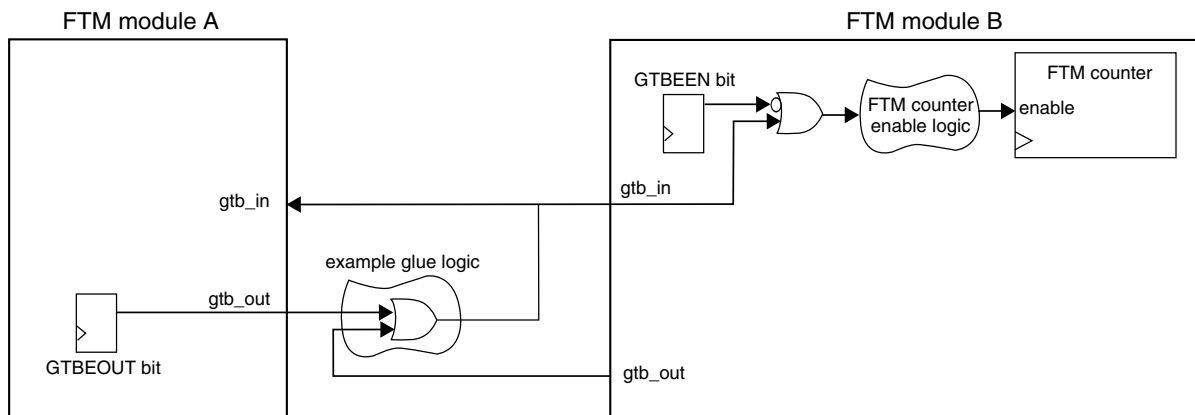 FTM module A
FTM module B
GTBEEN bit
FTM counter
enable
FTM counter
enable logic
gtb_in
gtb_in
example glue logic
gtb_out
GTBEOUT bit
gtb_out